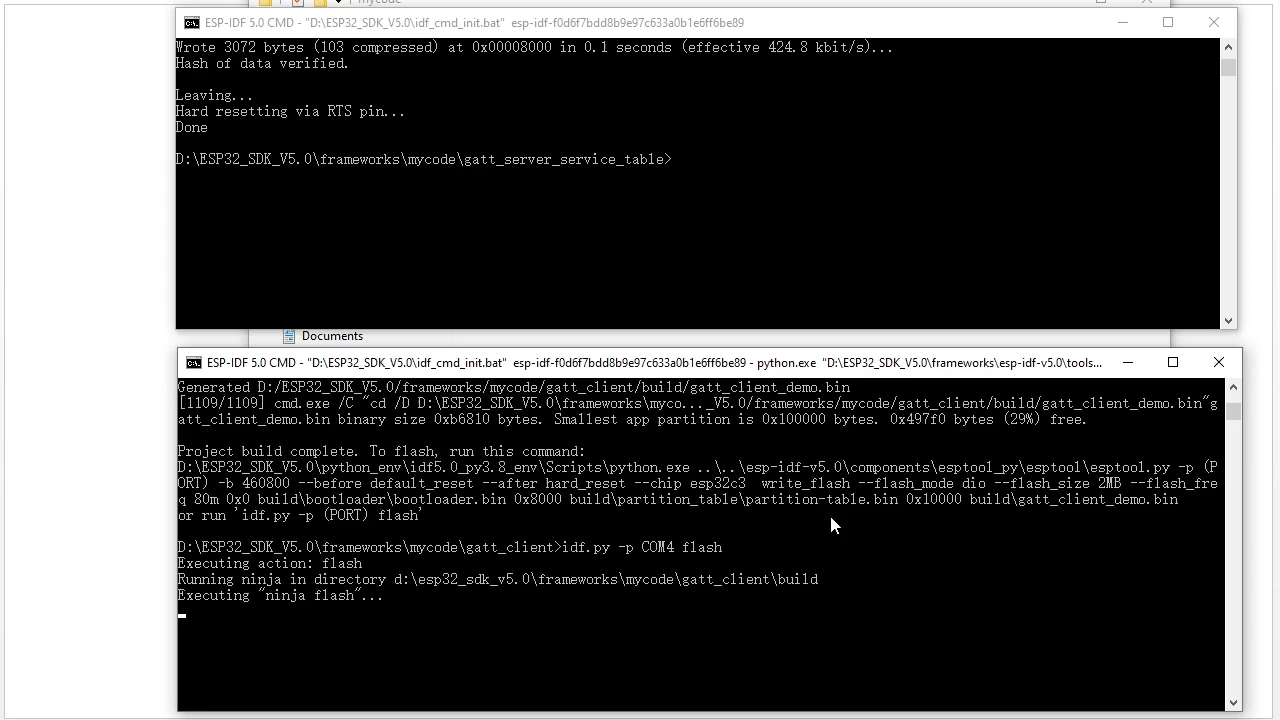 mycode
ESP-IDF 5.0 CMD - "D:\ESP32_SDK_V5.0\idf_cmd_init.bat" esp-idf-f0d6f7bdd8b9e97c633a0b1e6ff6be89
Wrote 3072 bytes (103 compressed) at 0x00008000 in 0.1 seconds (effective 424.8 kbit/s)...
Hash of data verified.
Leaving...
Hard resetting via RTS pin...
Done
D:\ESP32_SDK_V5.0\frameworks\mycode\gatt_server_service_table>
Documents
ESP-IDF 5.0 CMD - "D:\ESP32_SDK_V5.0\idf_cmd_init.bat" esp-idf-f0d6f7bdd8b9e97c633a0b1e6ff6be89 - python.exe "D:\ESP32_SDK_V5.0\frameworks\esp-idf-v5.0\tools...
Generated D:/ESP32_SDK_V5.0/frameworks/mycode/gatt_client/build/gatt_client_demo.bin
[1109/1109] cmd.exe /C "cd /D D:\ESP32_SDK_V5.0\frameworks\myco..._V5.0/frameworks/mycode/gatt_client/build/gatt_client_demo.bin"g
att_client_demo.bin binary size 0xb6810 bytes. Smallest app partition is 0x100000 bytes. 0x497f0 bytes (29%) free.
Project build complete. To flash, run this command:
D:\ESP32_SDK_V5.0\python_env\idf5.0_py3.8_env\Scripts\python.exe ..\..\esp-idf-v5.0\components\esptool_py\esptool\esptool.py -p (P
ORT) -b 460800 --before default_reset --after hard_reset --chip esp32c3  write_flash --flash_mode dio --flash_size 2MB --flash_fre
q 80m 0x0 build\bootloader\bootloader.bin 0x8000 build\partition_table\partition-table.bin 0x10000 build\gatt_client_demo.bin
or run 'idf.py -p (PORT) flash'
D:\ESP32_SDK_V5.0\frameworks\mycode\gatt_client>idf.py -p COM4 flash
Executing action: flash
Running ninja in directory d:\esp32_sdk_v5.0\frameworks\mycode\gatt_client\build
Executing "ninja flash"...